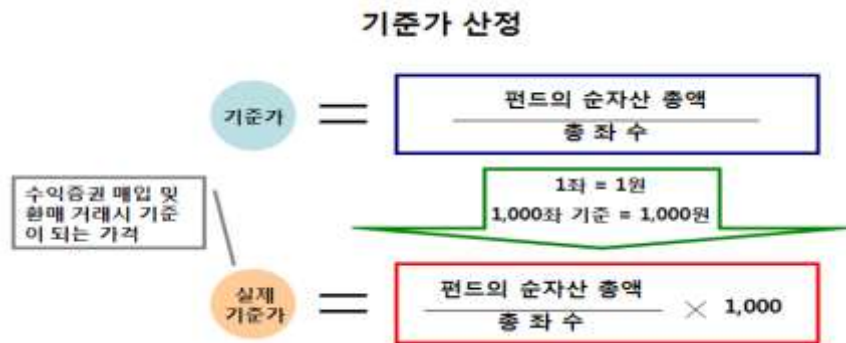 기준가 산정
기준가
펀드의 순자산 총액
총 좌 수
1좌 = 1원
1,000좌 기준 = 1,000원
수익증권 매입 및
환매 거래시 기준
이 되는 가격
실제
기준가
펀드의 순자산 총액
총 좌 수
× 1,000